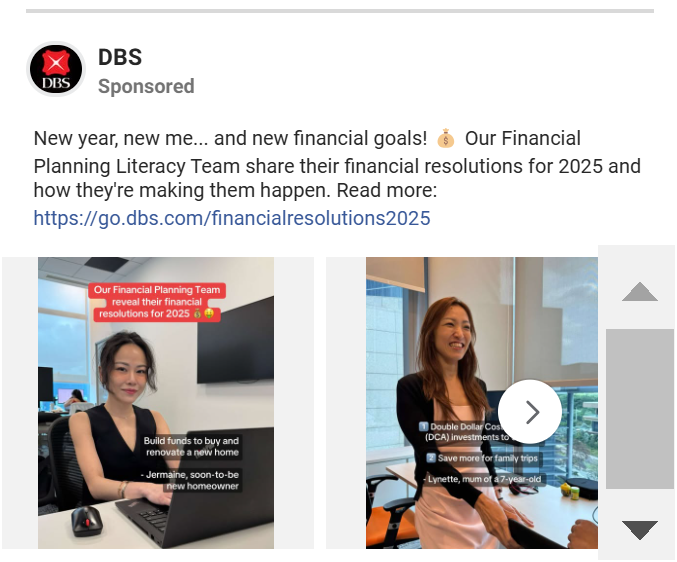 DBS
DBS
Sponsored
New year, new me... and new financial goals! 💰 Our Financial
Planning Literacy Team share their financial resolutions for 2025 and
how they're making them happen. Read more:
https://go.dbs.com/financialresolutions2025
Our Financial Planning Team
reveal their financial
resolutions for 2025 💰🤑
Build funds to buy and
renovate a new home
- Jermaine, soon-to-be
new homeowner
1️⃣ Double Dollar
(DCA) investments to
2️⃣ Save more for family trips
- Lynette, mum of a 7-year-old